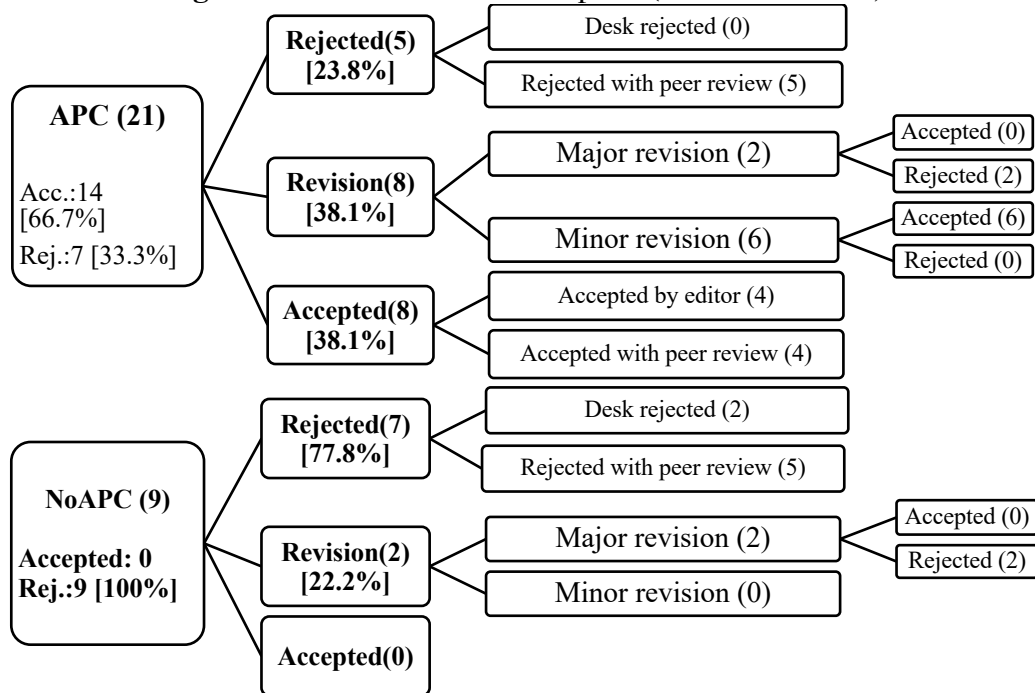 Rejected(5)
[23.8%]
Desk rejected (0)
Rejected with peer review (5)
APC (21)
Acc.:14
[66.7%]
Rej.:7 [33.3%]
Revision(8)
[38.1%]
Major revision (2)
Accepted (0)
Rejected (2)
Minor revision (6)
Accepted (6)
Rejected (0)
Accepted(8)
[38.1%]
Accepted by editor (4)
Accepted with peer review (4)
Rejected(7)
[77.8%]
Desk rejected (2)
Rejected with peer review (5)
NoAPC (9)
Accepted: 0
Rej.:9 [100%]
Revision(2)
[22.2%]
Major revision (2)
Accepted (0)
Rejected (2)
Minor revision (0)
Accepted(0)